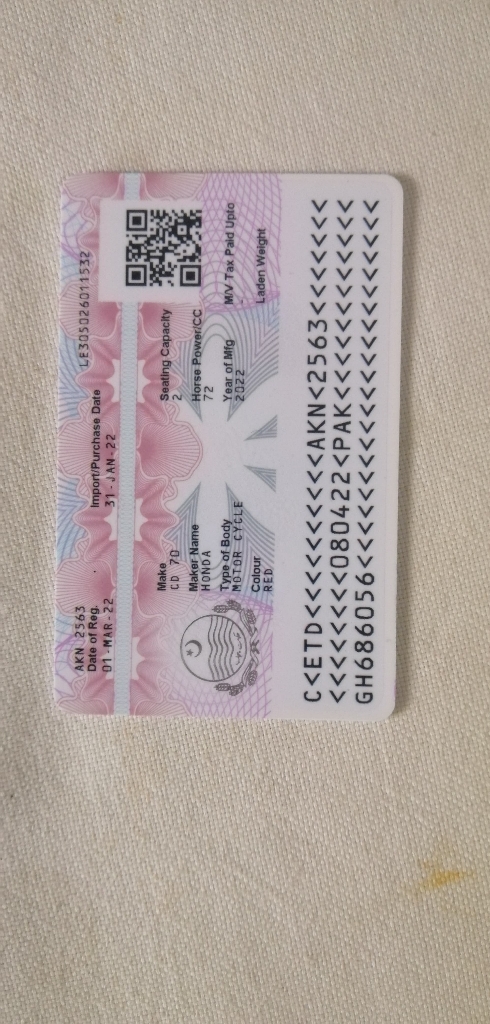 AKN 2563
LE305026011532
Date of Reg.
Import/Purchase Date
01-MAR-22
31-JAN-22
Make
CD 70
Seating Capacity
2
Maker Name
HONDA
Horse Power/CC
72
Type of Body
MOTOR CYCLE
Year of Mfg
2022
M/V Tax Paid Upto
-
Colour
RED
Laden Weight
C<ETD<<<<<<<<<<<AKN<2563<<<<<<<<<<
<<<<<<<<<080422<PAK<<<<<<<<<<<<<<
GH686056<<<<<<<<<<<<<<<<<<<<<<<<<<